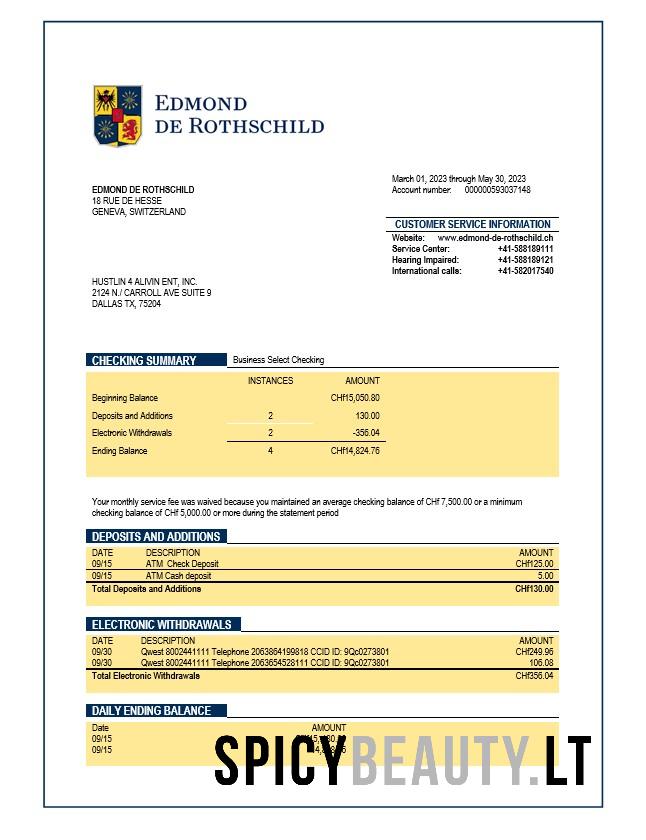 EDMOND
DE ROTHSCHILD
March 01, 2023 through May 30, 2023
Account number: 000000593037148
EDMOND DE ROTHSCHILD
18 RUE DE HESSE
GENEVA, SWITZERLAND
CUSTOMER SERVICE INFORMATION
Website: www.edmond-de-rothschild.ch
Service Center: +41-588189111
Hearing Impaired: +41-588189121
International calls: +41-582017540
HUSTLIN 4 ALIVIN ENT, INC.
2124 N./ CARROLL AVE SUITE 9
DALLAS TX, 75204
CHECKING SUMMARY Business Select Checking
INSTANCES AMOUNT
Beginning Balance CHf15,050.80
Deposits and Additions 2 130.00
Electronic Withdrawals 2 -356.04
Ending Balance 4 CHf14,824.76
Your monthly service fee was waived because you maintained an average checking balance of CHf 7,500.00 or a minimum
checking balance of CHf 5,000.00 or more during the statement period
DEPOSITS AND ADDITIONS
DATE DESCRIPTION AMOUNT
09/15 ATM Check Deposit CHf125.00
09/15 ATM Cash deposit 5.00
Total Deposits and Additions CHf130.00
ELECTRONIC WITHDRAWALS
DATE DESCRIPTION AMOUNT
09/30 Qwest 8002441111 Telephone 2063864199818 CCID ID: 9Qc0273801 CHf249.96
09/30 Qwest 8002441111 Telephone 2063654528111 CCID ID: 9Qc0273801 106.08
Total Electronic Withdrawals CHf356.04
DAILY ENDING BALANCE
Date AMOUNT
09/15
09/15
SPICYBEAUTY.LT